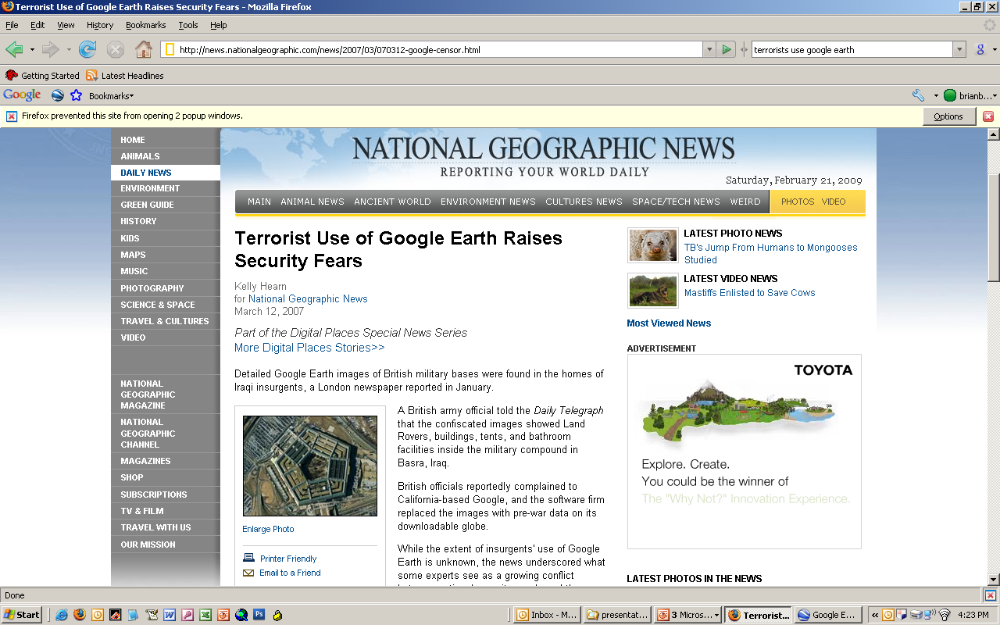 Terrorist Use of Google Earth Raises Security Fears - Mozilla Firefox
File Edit View History Bookmarks Tools Help
http://news.nationalgeographic.com/news/2007/03/070312-google-censor.html
terrorists use google earth
Getting Started Latest Headlines
Google Bookmarks▾ brianb...▾
Firefox prevented this site from opening 2 popup windows. Options
HOME
ANIMALS
DAILY NEWS
ENVIRONMENT
GREEN GUIDE
HISTORY
KIDS
MAPS
MUSIC
PHOTOGRAPHY
SCIENCE & SPACE
TRAVEL & CULTURES
VIDEO
NATIONAL
GEOGRAPHIC
MAGAZINE
NATIONAL
GEOGRAPHIC
CHANNEL
MAGAZINES
SHOP
SUBSCRIPTIONS
TV & FILM
TRAVEL WITH US
OUR MISSION
NATIONAL GEOGRAPHIC NEWS
REPORTING YOUR WORLD DAILY
Saturday, February 21, 2009
MAIN ANIMAL NEWS ANCIENT WORLD ENVIRONMENT NEWS CULTURES NEWS SPACE/TECH NEWS WEIRD PHOTOS VIDEO
Terrorist Use of Google Earth Raises
Security Fears
Kelly Hearn
for National Geographic News
March 12, 2007
Part of the Digital Places Special News Series
More Digital Places Stories>>
Detailed Google Earth images of British military bases were found in the homes of
Iraqi insurgents, a London newspaper reported in January.
Enlarge Photo
Printer Friendly
Email to a Friend
A British army official told the Daily Telegraph
that the confiscated images showed Land
Rovers, buildings, tents, and bathroom
facilities inside the military compound in
Basra, Iraq.
British officials reportedly complained to
California-based Google, and the software firm
replaced the images with pre-war data on its
downloadable globe.
While the extent of insurgents' use of Google
Earth is unknown, the news underscored what
some experts see as a growing conflict
LATEST PHOTO NEWS
TB's Jump From Humans to Mongooses
Studied
LATEST VIDEO NEWS
Mastiffs Enlisted to Save Cows
Most Viewed News
ADVERTISEMENT
TOYOTA
Explore. Create.
You could be the winner of
The "Why Not?" Innovation Experience.
LATEST PHOTOS IN THE NEWS
Done
Start Inbox - M... presentat... 3 Micros... Terrorist... Google E... 4:23 PM